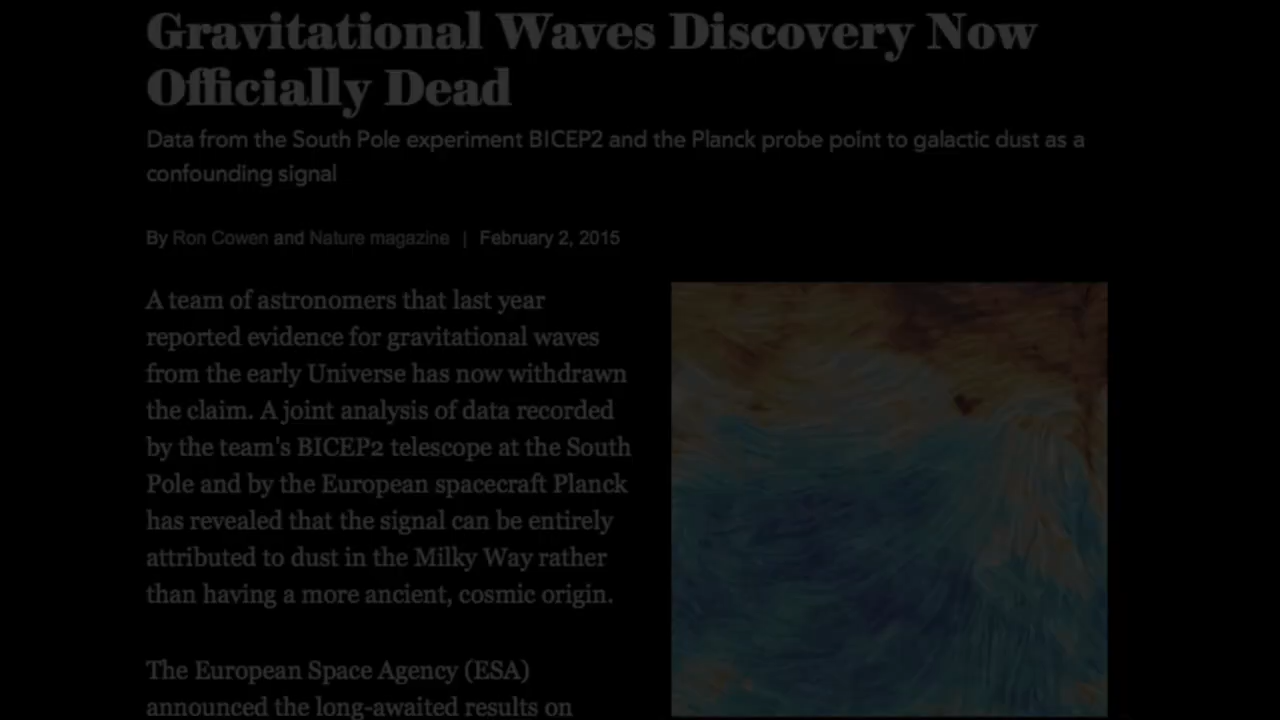 Gravitational Waves Discovery Now
Officially Dead
Data from the South Pole experiment BICEP2 and the Planck probe point to galactic dust as a
confounding signal
By Ron Cowen and Nature magazine | February 2, 2015
A team of astronomers that last year
reported evidence for gravitational waves
from the early Universe has now withdrawn
the claim. A joint analysis of data recorded
by the team's BICEP2 telescope at the South
Pole and by the European spacecraft Planck
has revealed that the signal can be entirely
attributed to dust in the Milky Way rather
than having a more ancient, cosmic origin.
The European Space Agency (ESA)
announced the long-awaited results on